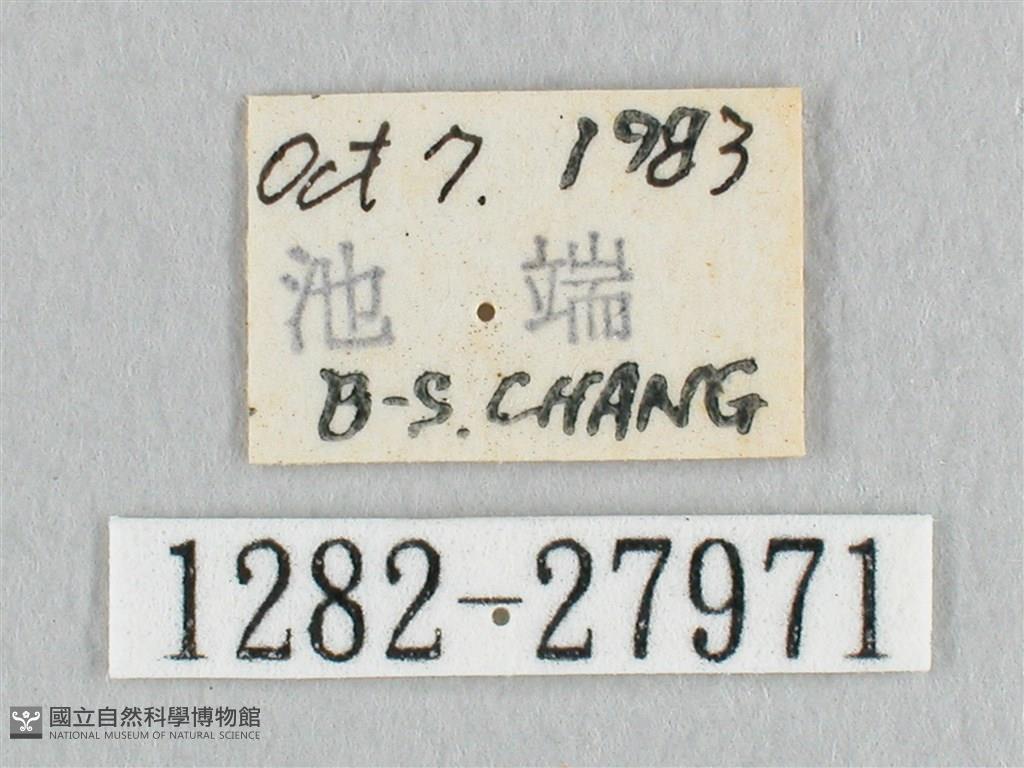 Oct 7. 1983
池 端
B-S. CHANG
1282-27971
國立自然科學博物館
NATIONAL MUSEUM OF NATURAL SCIENCE